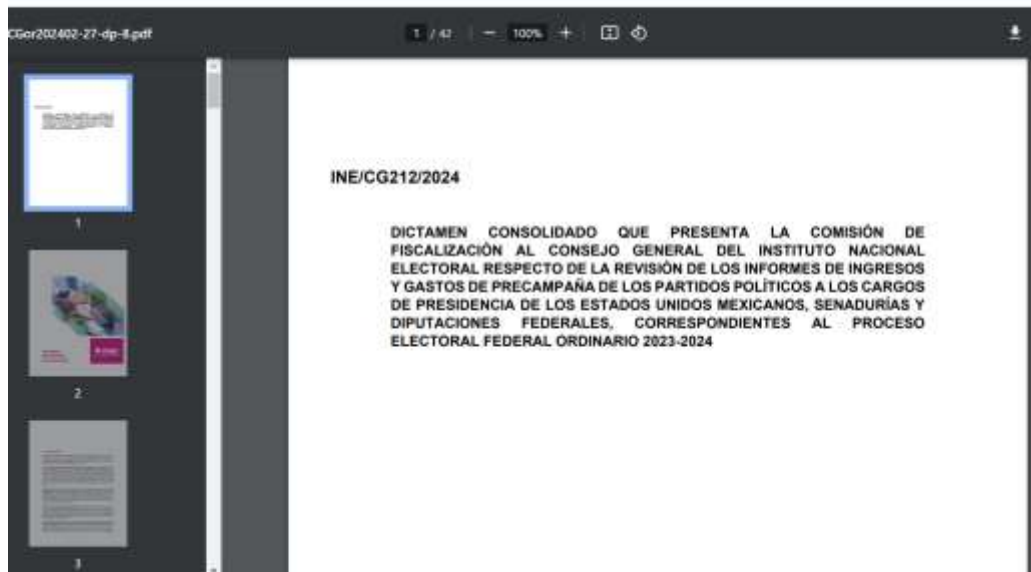 CGor202402-27-dp-8.pdf
1 / 42
100%
INE/CG212/2024
DICTAMEN CONSOLIDADO QUE PRESENTA LA COMISIÓN DE
FISCALIZACIÓN AL CONSEJO GENERAL DEL INSTITUTO NACIONAL
ELECTORAL RESPECTO DE LA REVISIÓN DE LOS INFORMES DE INGRESOS
Y GASTOS DE PRECAMPAÑA DE LOS PARTIDOS POLÍTICOS A LOS CARGOS
DE PRESIDENCIA DE LOS ESTADOS UNIDOS MEXICANOS, SENADURÍAS Y
DIPUTACIONES FEDERALES, CORRESPONDIENTES AL PROCESO
ELECTORAL FEDERAL ORDINARIO 2023-2024
1
2
3